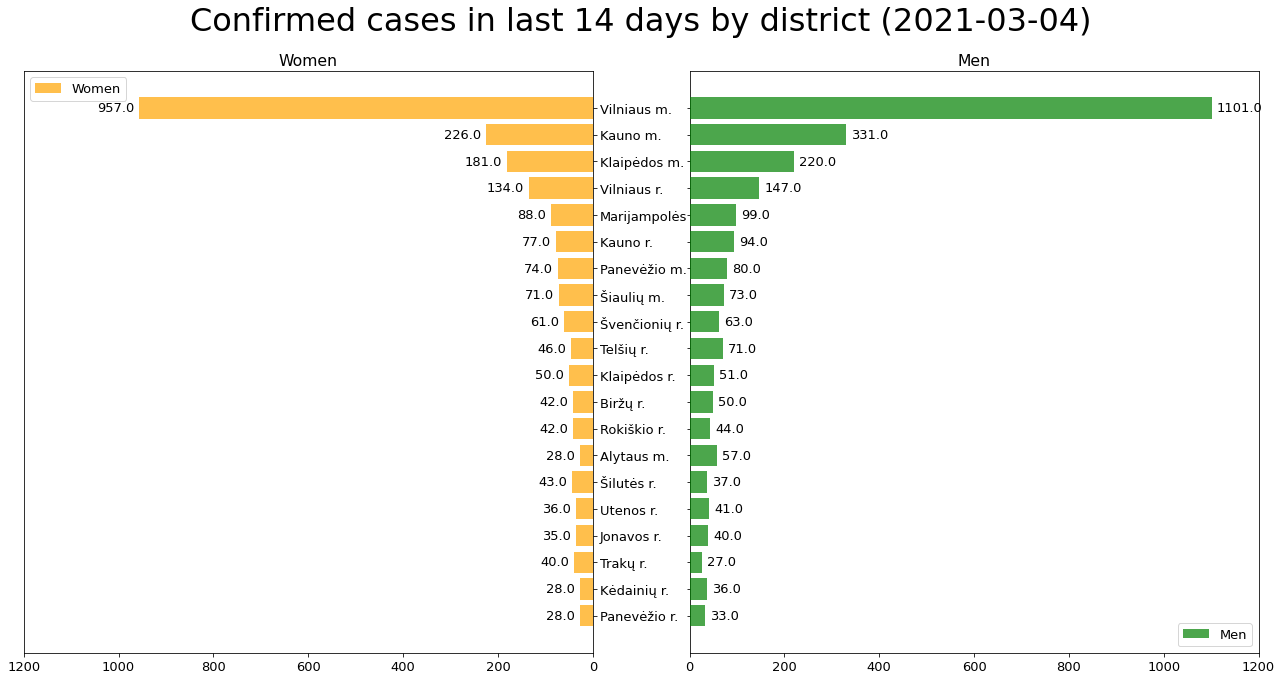 Confirmed cases in last 14 days by district (2021-03-04)
Women Men
Women
957.0 Vilniaus m. 1101.0
226.0 Kauno m. 331.0
181.0 Klaipėdos m. 220.0
134.0 Vilniaus r. 147.0
88.0 Marijampolės 99.0
77.0 Kauno r. 94.0
74.0 Panevėžio m. 80.0
71.0 Šiaulių m. 73.0
61.0 Švenčionių r. 63.0
46.0 Telšių r. 71.0
50.0 Klaipėdos r. 51.0
42.0 Biržų r. 50.0
42.0 Rokiškio r. 44.0
28.0 Alytaus m. 57.0
43.0 Šilutės r. 37.0
36.0 Utenos r. 41.0
35.0 Jonavos r. 40.0
40.0 Trakų r. 27.0
28.0 Kėdainių r. 36.0
28.0 Panevėžio r. 33.0
Men
1200 1000 800 600 400 200 0 0 200 400 600 800 1000 1200